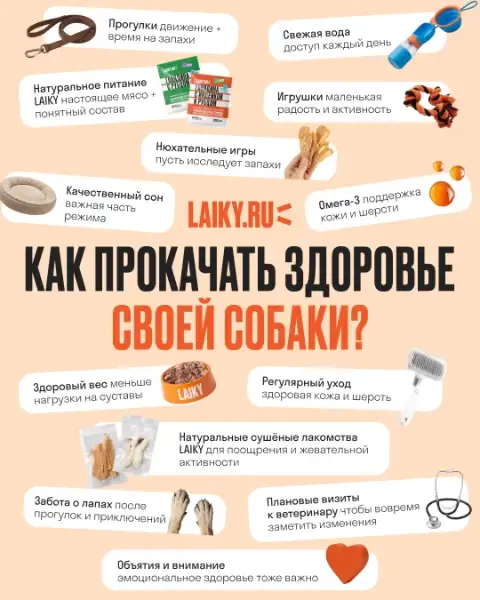 Прогулки движение +
время на запахи
Свежая вода
доступ каждый день
Натуральное питание
LAIKY настоящее мясо +
понятный состав
Игрушки маленькая
радость и активность
Нюхательные игры
пусть исследует запахи
Качественный сон
важная часть
режима
LAIKY.RU
Омега-3 поддержка
кожи и шерсти
КАК ПРОКАЧАТЬ ЗДОРОВЬЕ
СВОЕЙ СОБАКИ?
Здоровый вес меньше
нагрузки на суставы
LAIKY
Регулярный уход
здоровая кожа и шерсть
Натуральные сушёные лакомства
LAIKY для поощрения и жевательной
активности
Забота о лапах после
прогулок и приключений
Плановые визиты
к ветеринару чтобы вовремя
заметить изменения
Объятия и внимание
эмоциональное здоровье тоже важно